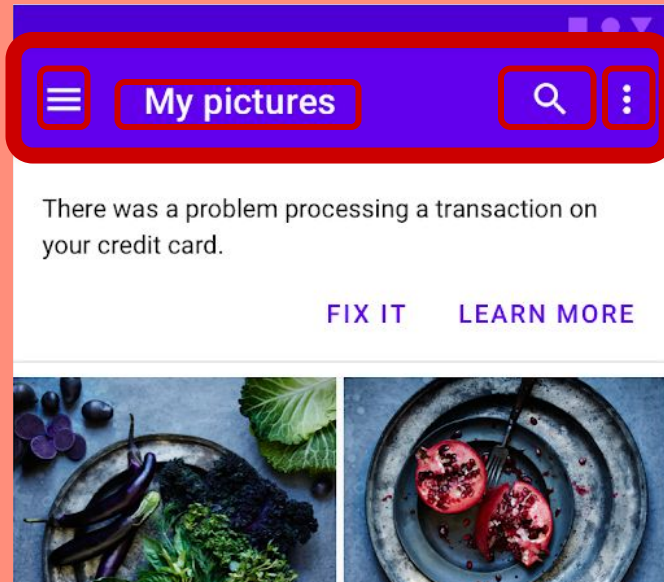 My pictures
There was a problem processing a transaction on
your credit card.
FIX IT LEARN MORE